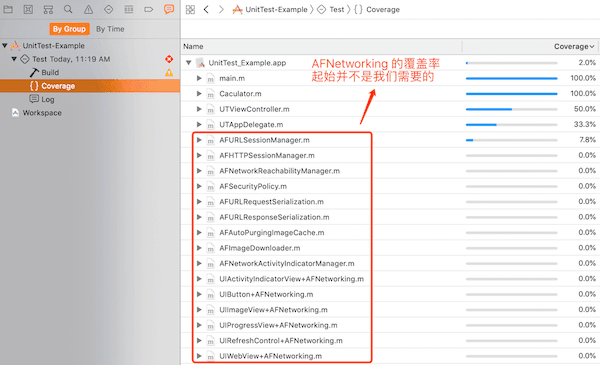 UnitTest-Example 〉 Test 〉 {} Coverage
By Group By Time
UnitTest-Example
Test Today, 11:19 AM
Build
{} Coverage
Log
Workspace
Name Coverage
UnitTest_Example.app 2.0%
AFNetworking 的覆盖率
起始并不是我们需要的
main.m 100.0%
Caculator.m 100.0%
UTViewController.m 50.0%
UTAppDelegate.m 33.3%
AFURLSessionManager.m 7.8%
AFHTTPSessionManager.m 0.0%
AFNetworkReachabilityManager.m 0.0%
AFSecurityPolicy.m 0.0%
AFURLRequestSerialization.m 0.0%
AFURLResponseSerialization.m 0.0%
AFAutoPurgingImageCache.m 0.0%
AFImageDownloader.m 0.0%
AFNetworkActivityIndicatorManager.m 0.0%
UIActivityIndicatorView+AFNetworking.m 0.0%
UIButton+AFNetworking.m 0.0%
UIImageView+AFNetworking.m 0.0%
UIProgressView+AFNetworking.m 0.0%
UIRefreshControl+AFNetworking.m 0.0%
UIWebView+AFNetworking.m 0.0%